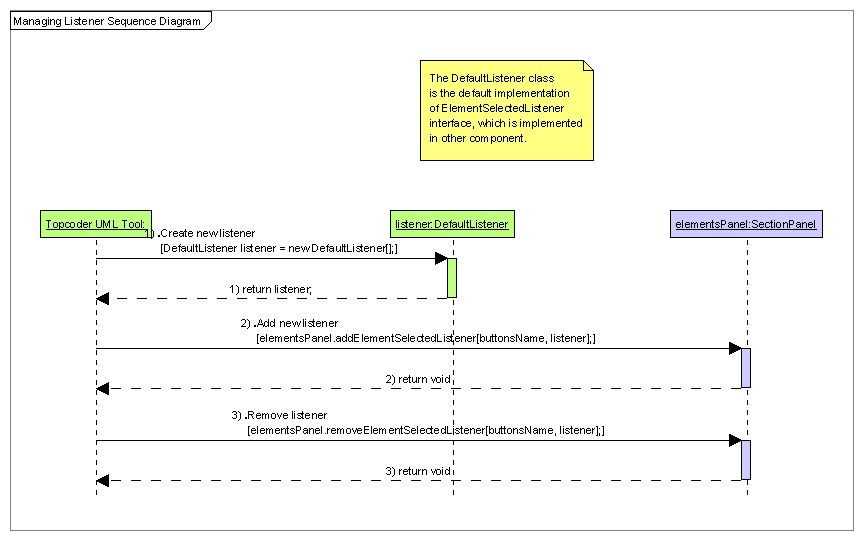 Managing Listener Sequence Diagram
The DefaultListener class
is the default implementation
of ElementSelectedListener
interface, which is implemented
in other component.
Topcoder UML Tool:
listener:DefaultListener
elementsPanel:SectionPanel
1) .Create new listener
[DefaultListener listener = new DefaultListener[];]
1) return listener;
2) .Add new listener
[elementsPanel.addElementSelectedListener[buttonsName, listener];]
2) return void
3) .Remove listener
[elementsPanel.removeElementSelectedListener[buttonsName, listener];]
3) return void